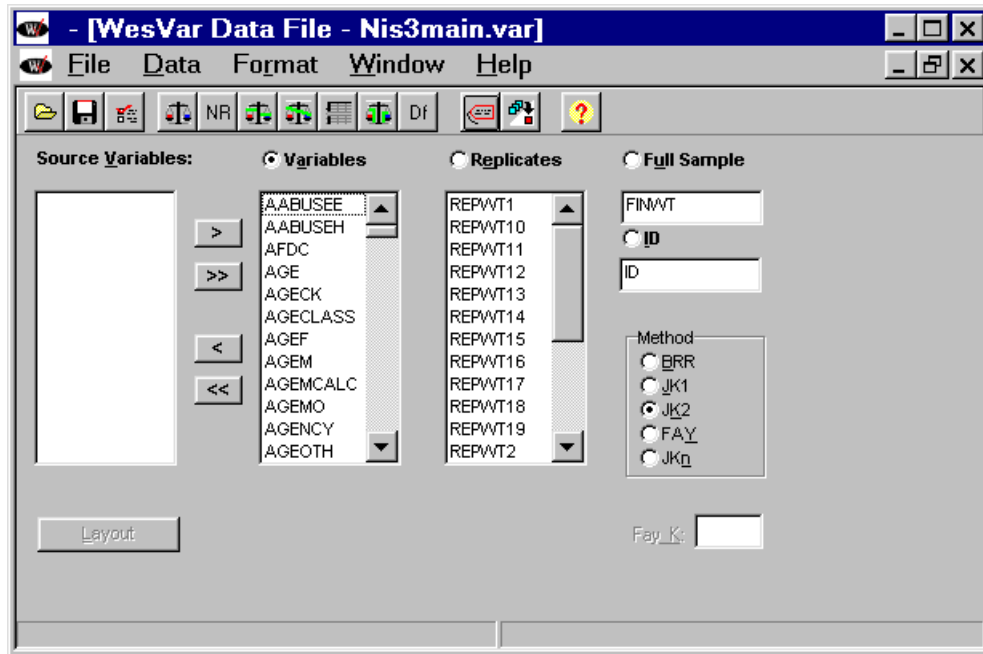 - [WesVar Data File - Nis3main.var]
File Data Format Window Help
NR Df ?
Source Variables: Variables Replicates Full Sample
AABUSEE
AABUSEH
AFDC
AGE
AGECK
AGECLASS
AGEF
AGEM
AGEMCALC
AGEMO
AGENCY
AGEOTH
REPWT1
REPWT10
REPWT11
REPWT12
REPWT13
REPWT14
REPWT15
REPWT16
REPWT17
REPWT18
REPWT19
REPWT2
>
>>
<
<<
FINWT
ID
ID
Method
BRR
JK1
JK2
FAY
JKn
Layout
Fay_K: